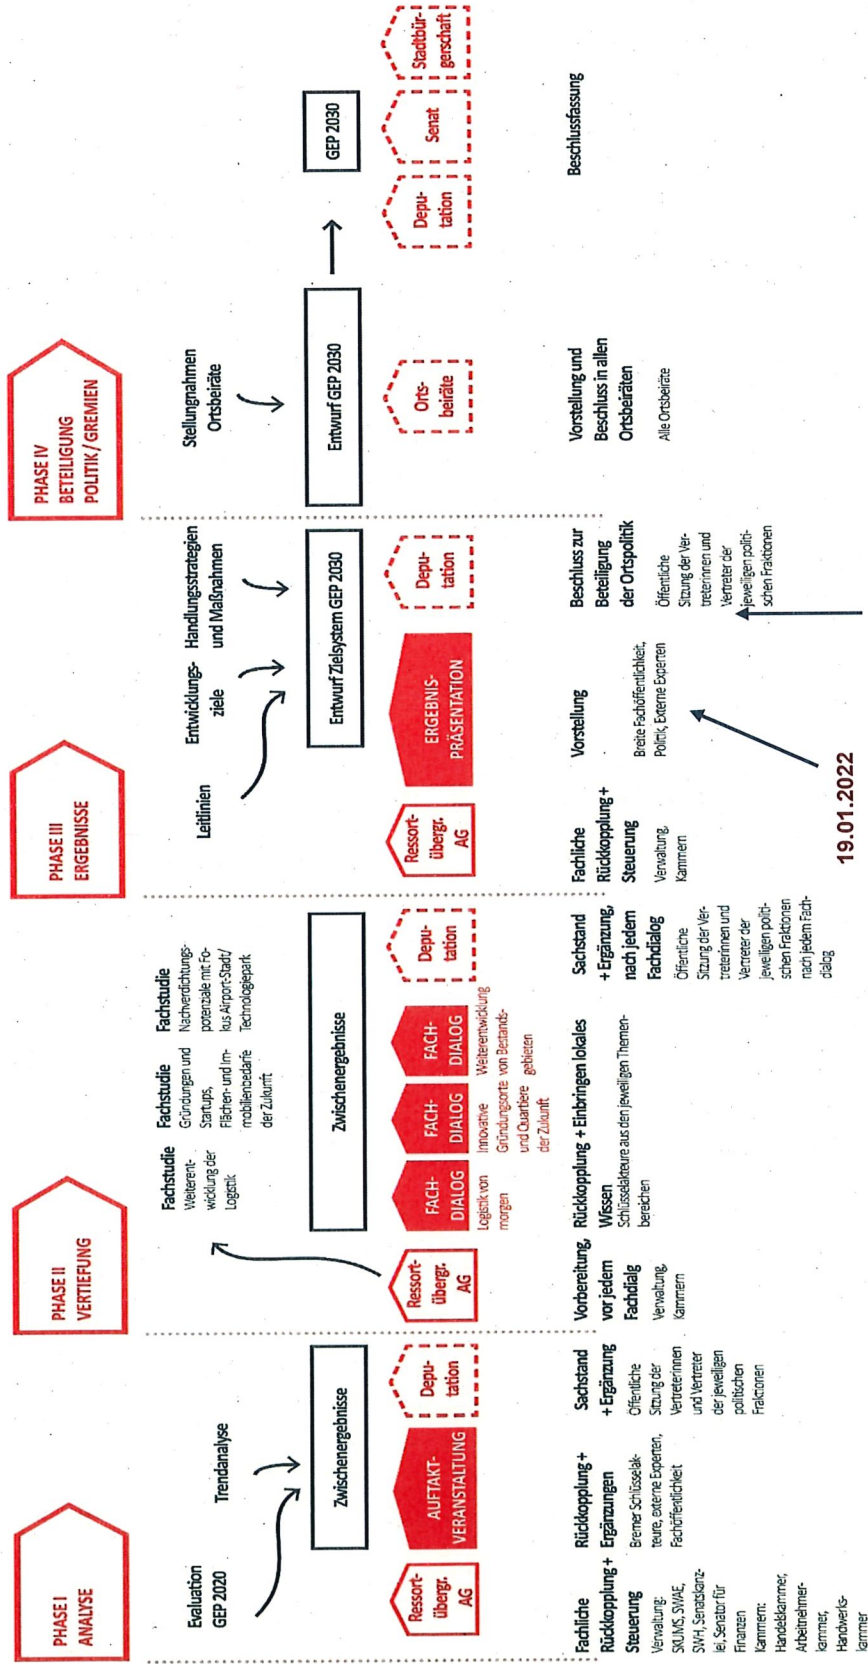 PHASE I
ANALYSE
Evaluation
GEP 2020
Trendanalyse
Zwischenergebnisse
Ressort-
übergr.
AG
AUFTAKT-
VERANSTALTUNG
Depu-
tation
Fachliche
Rückkopplung +
Steuerung
Verwaltung:
SKUMS, SWAE,
SWH, Senatskanz-
lei, Senator für
Finanzen
Kammern:
Handelskammer,
Arbeitnehmer-
kammer,
Handwerks-
kammer
Rückkopplung +
Ergänzungen
Bremer Schlüsselak-
teure, externe Experten,
Fachöffentlichkeit
Sachstand
+ Ergänzung
Öffentliche
Sitzung der
Vertreterinnen
und Vertreter
der jeweiligen
politischen
Fraktionen
PHASE II
VERTIEFUNG
Fachstudie
Weiterent-
wicklung der
Logistik
Fachstudie
Gründungen und
Startups,
Flächen- und Im-
mobilienbedarfe
der Zukunft
Fachstudie
Nachverdichtungs-
potenziale mit Fo-
kus Airport-Stadt/
Technologiepark
Zwischenergebnisse
Ressort-
übergr.
AG
FACH-
DIALOG
Logistik von
morgen
FACH-
DIALOG
Innovative
Gründungsorte
und Quartiere
der Zukunft
FACH-
DIALOG
Weiterentwicklung
von Bestands-
gebieten
Depu-
tation
Vorbereitung,
vor jedem
Fachdialg
Verwaltung,
Kammern
Rückkopplung + Einbringen lokales
Wissen
Schlüsselakteure aus den jeweiligen Themen-
bereichen
Sachstand
+ Ergänzung,
nach jedem
Fachdialog
Öffentliche
Sitzung der Ver-
treterinnen und
Vertreter der
jeweiligen politi-
schen Fraktionen
nach jedem Fach-
dialog
PHASE III
ERGEBNISSE
Leitlinien
Entwicklungs-
ziele
Handlungsstrategien
und Maßnahmen
Entwurf Zielsystem GEP 2030
Ressort-
übergr.
AG
ERGEBNIS-
PRÄSENTATION
Depu-
tation
Fachliche
Rückkopplung +
Steuerung
Verwaltung,
Kammern
Vorstellung
Breite Fachöffentlichkeit,
Politik, Externe Experten
Beschluss zur
Beteiligung
der Ortspolitik
Öffentliche
Sitzung der Ver-
treterinnen und
Vertreter der
jeweiligen politi-
schen Fraktionen
19.01.2022
PHASE IV
BETEILIGUNG
POLITIK / GREMIEN
Stellungnahmen
Ortsbeiräte
Entwurf GEP 2030
GEP 2030
Orts-
beiräte
Depu-
tation
Senat
Stadtbür-
gerschaft
Vorstellung und
Beschluss in allen
Ortsbeiräten
Alle Ortsbeiräte
Beschlussfassung